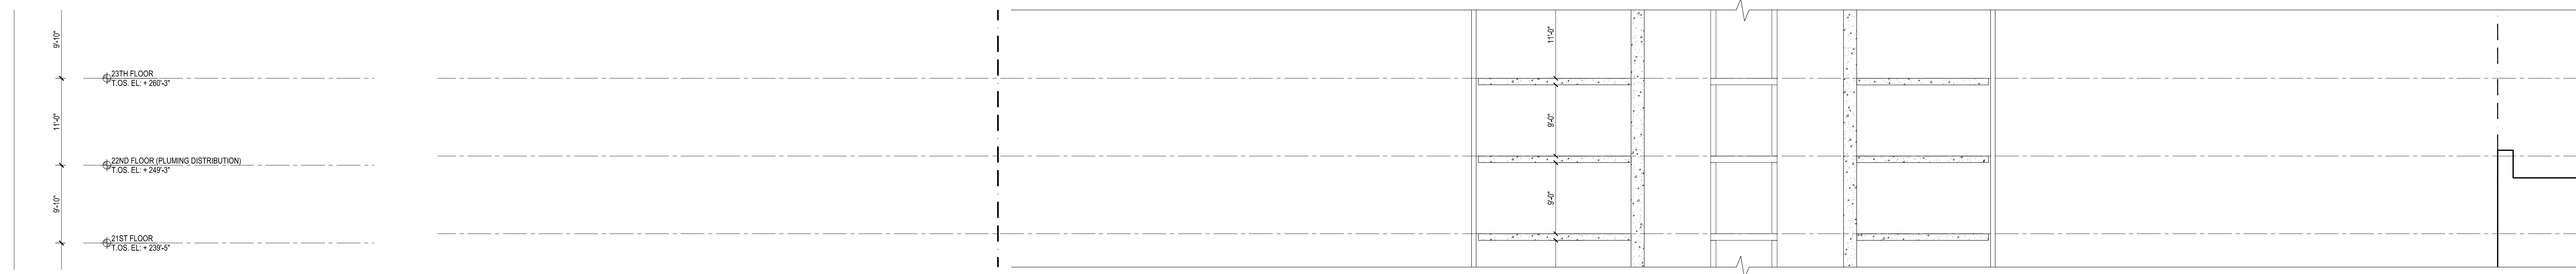 9'-10"
23TH FLOOR
T.OS. EL: + 260'-3"
11'-0"
11'-0"
22ND FLOOR (PLUMING DISTRIBUTION)
T.OS. EL: + 249'-3"
9'-0"
9'-10"
21ST FLOOR
T.OS. EL: + 239'-5"
9'-0"